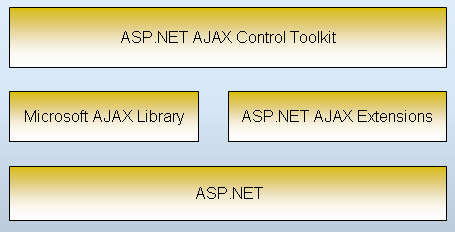 ASP.NET AJAX Control Toolkit
Microsoft AJAX Library
ASP.NET AJAX Extensions
ASP.NET